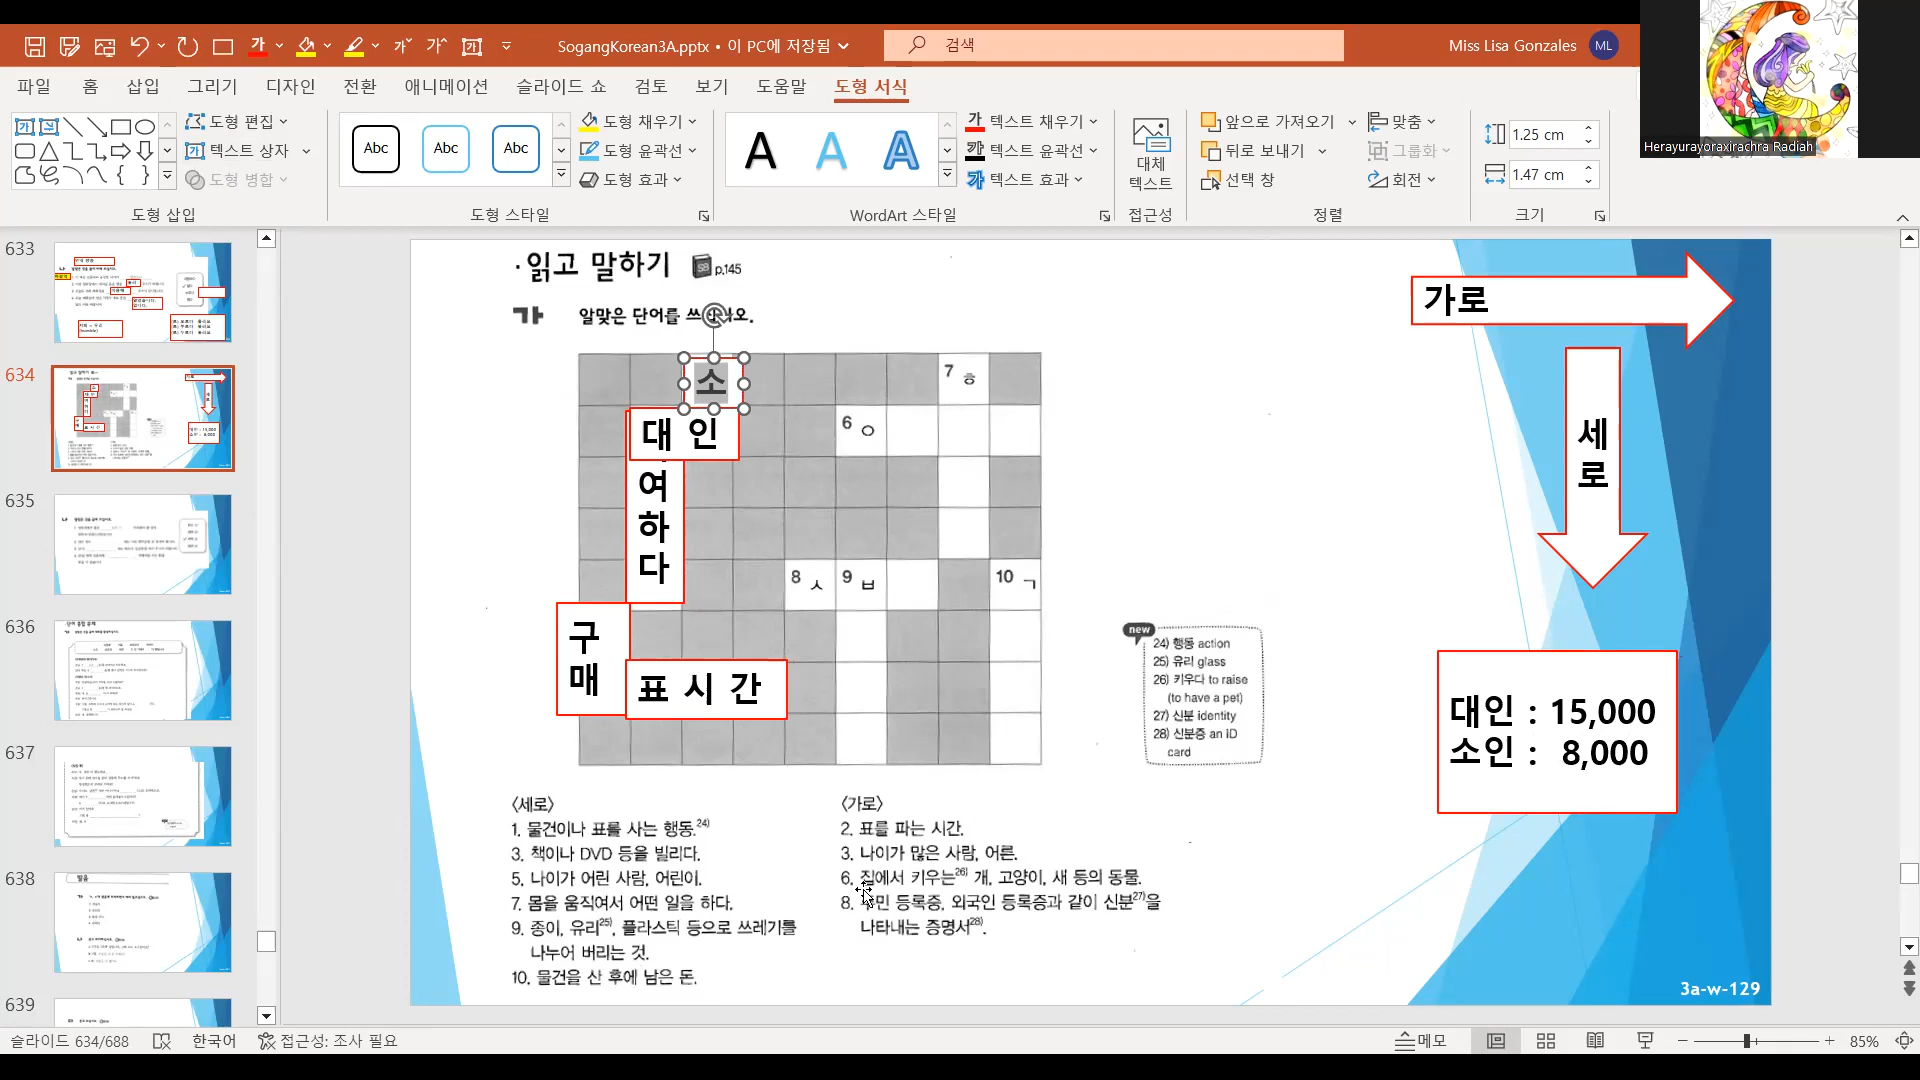 SogangKorean3A.pptx • 이 PC에 저장됨
검색
Miss Lisa Gonzales
ML
Herayurayoraxirachra Radiah
파일 홈 삽입 그리기 디자인 전환 애니메이션 슬라이드 쇼 검토 보기 도움말 도형 서식
도형 편집
텍스트 상자
도형 병합
도형 삽입
Abc Abc Abc
도형 채우기
도형 윤곽선
도형 효과
도형 스타일
A A A
텍스트 채우기
텍스트 윤곽선
텍스트 효과
WordArt 스타일
대체
텍스트
접근성
앞으로 가져오기
뒤로 보내기
선택 창
맞춤
그룹화
회전
정렬
1.25 cm
1.47 cm
크기
633
634
635
636
637
638
639
·읽고 말하기 p.145
가 알맞은 단어를 쓰
오.
소
대 인
여
하
다
구
매
표 시 간
7 ㅎ
6 ㅇ
8 ㅅ
9 ㅂ
10 ㄱ
new
24) 행동 action
25) 유리 glass
26) 키우다 to raise
(to have a pet)
27) 신분 identity
28) 신분증 an ID
card
가로
세
로
대인 : 15,000
소인 : 8,000
〈세로〉
1. 물건이나 표를 사는 행동.24)
3. 책이나 DVD 등을 빌리다.
5. 나이가 어린 사람, 어린이.
7. 몸을 움직여서 어떤 일을 하다.
9. 종이, 유리25), 플라스틱 등으로 쓰레기를
나누어 버리는 것.
10. 물건을 산 후에 남은 돈.
〈가로〉
2. 표를 파는 시간.
3. 나이가 많은 사람, 어른.
6. 집에서 키우는26) 개, 고양이, 새 등의 동물.
8. 민 등록증, 외국인 등록증과 같이 신분27)을
나타내는 증명서28).
3a-w-129
슬라이드 634/688
한국어
접근성: 조사 필요
메모
85%